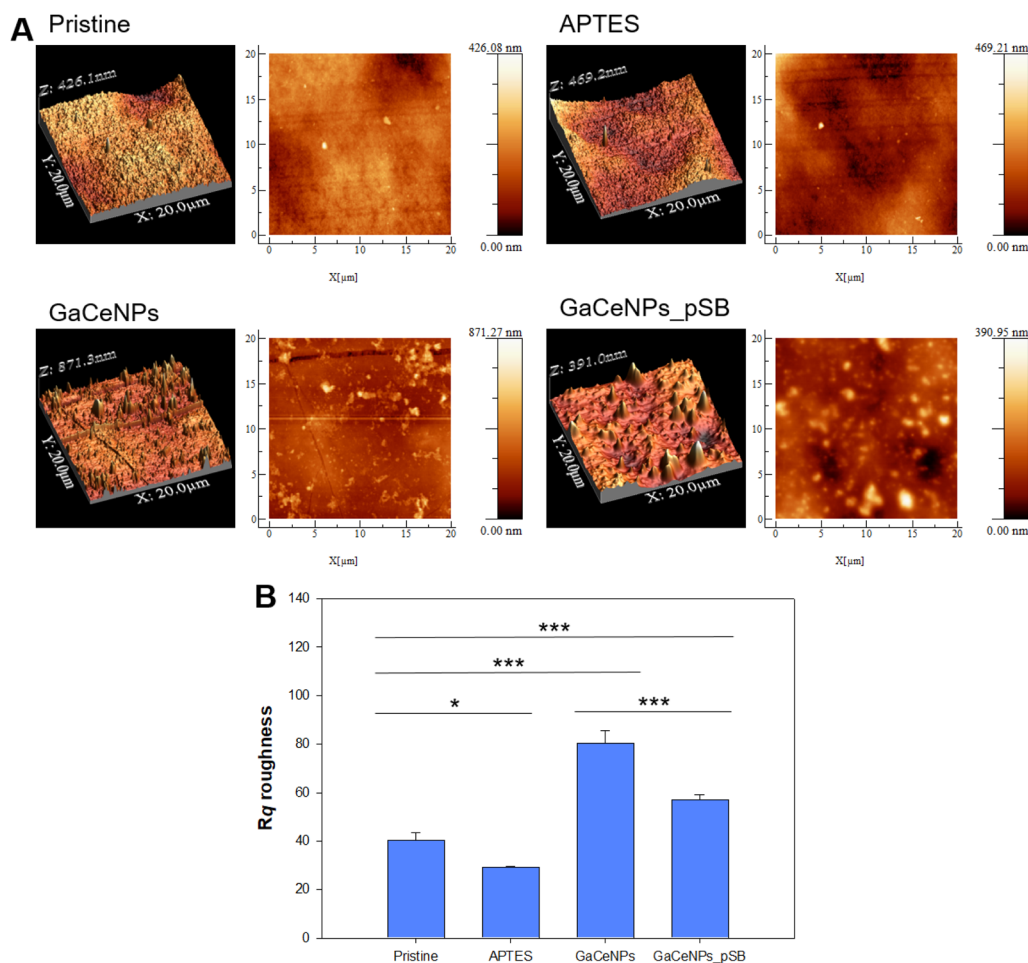 A
Pristine
APTES
Z: 426.1nm
Y: 20.0µm
X: 20.0µm
426.08 nm
0.00 nm
20
15
10
5
0
0 5 10 15 20
X[µm]
Z: 469.2nm
Y: 20.0µm
X: 20.0µm
469.21 nm
0.00 nm
20
15
10
5
0
0 5 10 15 20
X[µm]
GaCeNPs
GaCeNPs_pSB
Z: 871.3nm
Y: 20.0µm
X: 20.0µm
871.27 nm
0.00 nm
20
15
10
5
0
0 5 10 15 20
X[µm]
Z: 391.0nm
Y: 20.0µm
X: 20.0µm
390.95 nm
0.00 nm
20
15
10
5
0
0 5 10 15 20
X[µm]
B
140
120
100
80
60
40
20
0
Rq roughness
***
***
*
***
Pristine APTES GaCeNPs GaCeNPs_pSB